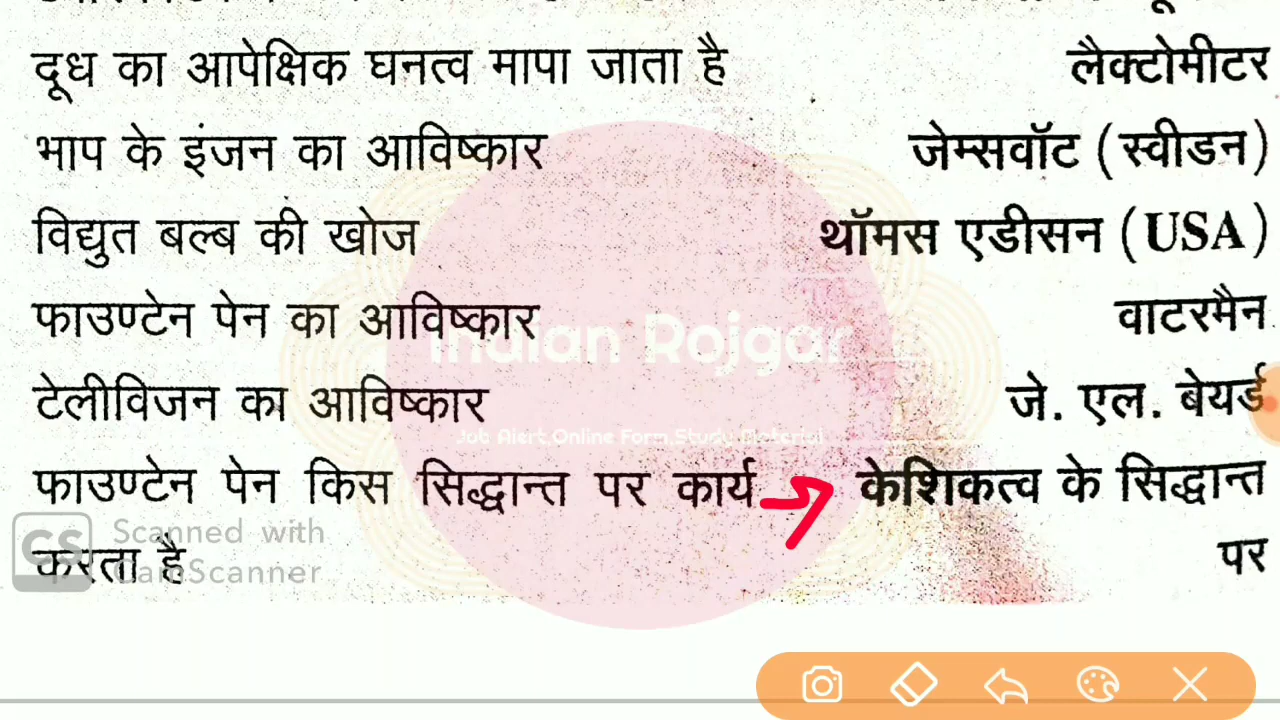 दूध का आपेक्षिक घनत्व मापा जाता है लैक्टोमीटर
भाप के इंजन का आविष्कार जेम्सवॉट (स्वीडन)
विद्युत बल्ब की खोज थॉमस एडीसन (USA)
फाउण्टेन पेन का आविष्कार वाटरमैन
Indian Rojgar
टेलीविजन का आविष्कार जे. एल. बेयर्ड
Job Alert,Online Form,Study Material
फाउण्टेन पेन किस सिद्धान्त पर कार्य केशिकत्व के सिद्धान्त
करता है पर
CS Scanned with
CamScanner